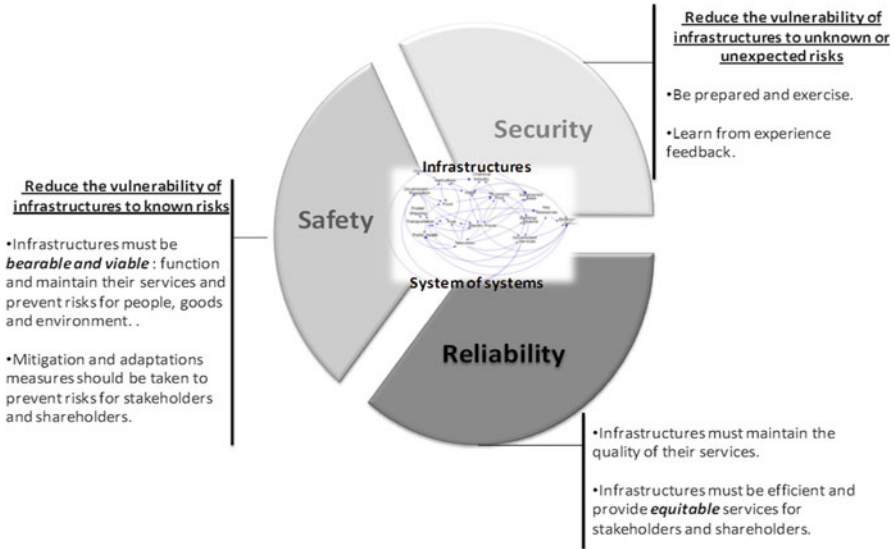 Reduce the vulnerability of
infrastructures to unknown or
unexpected risks
•Be prepared and exercise.
•Learn from experience
feedback.
Security
Infrastructures
Safety
System of systems
Reliability
Reduce the vulnerability of
infrastructures to known risks
•Infrastructures must be
bearable and viable : function
and maintain their services and
prevent risks for people, goods
and environment. .
•Mitigation and adaptations
measures should be taken to
prevent risks for stakeholders
and shareholders.
•Infrastructures must maintain the
quality of their services.
•Infrastructures must be efficient and
provide equitable services for
stakeholders and shareholders.